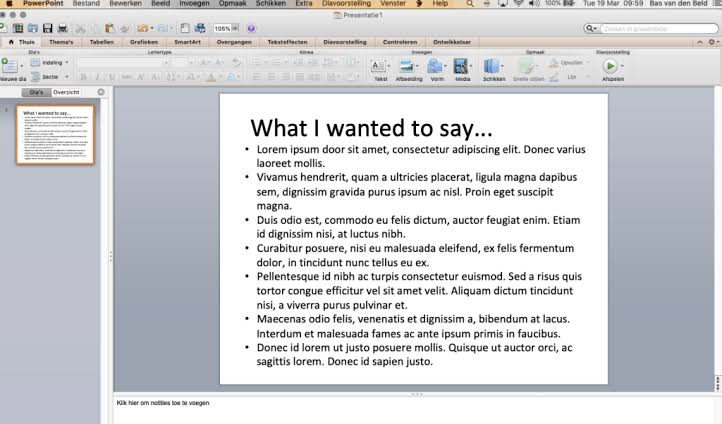 PowerPoint Bestand Bewerken Beeld Invoegen Opmaak Schikken Extra Diavoorstelling Venster Help 100% Tue 19 Mar 09:59 Bas van den Beld
Presentatie1
105% Zoeken in presentatie
Thuis Thema's Tabellen Grafieken SmartArt Overgangen Teksteffecten Diavoorstelling Controleren Ontwikkelaar
Dia's Lettertype Alinea Invoegen Opmaak Diavoorstelling
Indeling
Sectie
Nieuwe dia Tekst Afbeelding Vorm Media Schikken Snelle stijlen Opvullen Lijn Afspelen
Dia's Overzicht
1
What I wanted to say...
What I wanted to say...
• Lorem ipsum door sit amet, consectetur adipiscing elit. Donec varius
laoreet mollis.
• Vivamus hendrerit, quam a ultricies placerat, ligula magna dapibus
sem, dignissim gravida purus ipsum ac nisl. Proin eget suscipit
magna.
• Duis odio est, commodo eu felis dictum, auctor feugiat enim. Etiam
id dignissim nisi, at luctus nibh.
• Curabitur posuere, nisi eu malesuada eleifend, ex felis fermentum
dolor, in tincidunt nunc tellus eu ex.
• Pellentesque id nibh ac turpis consectetur euismod. Sed a risus quis
tortor congue efficitur vel sit amet velit. Aliquam dictum tincidunt
nisi, a viverra purus pulvinar et.
• Maecenas odio felis, venenatis et dignissim a, bibendum at lacus.
Interdum et malesuada fames ac ante ipsum primis in faucibus.
• Donec id lorem ut justo posuere mollis. Quisque ut auctor orci, ac
sagittis lorem. Donec id sapien justo.
Klik hier om notities toe te voegen